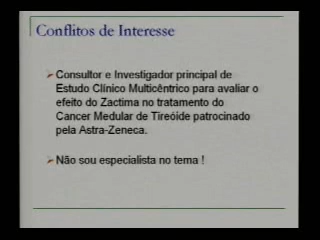 Conflitos de Interesse
Consultor e Investigador principal de
Estudo Clínico Multicêntrico para avaliar o
efeito do Zactima no tratamento do
Cancer Medular de Tireóide patrocinado
pela Astra-Zeneca.
Não sou especialista no tema !